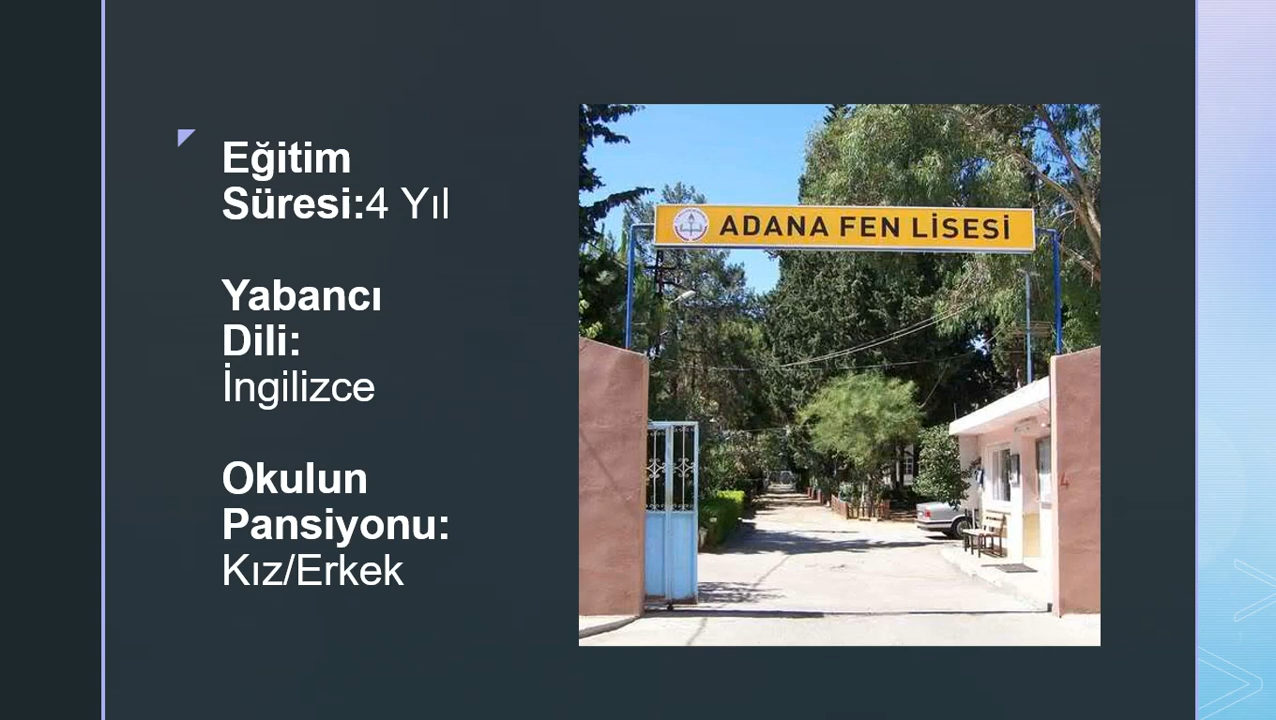 Eğitim
Süresi:4 Yıl
Yabancı
Dili:
İngilizce
Okulun
Pansiyonu:
Kız/Erkek
ADANA FEN LİSESİ